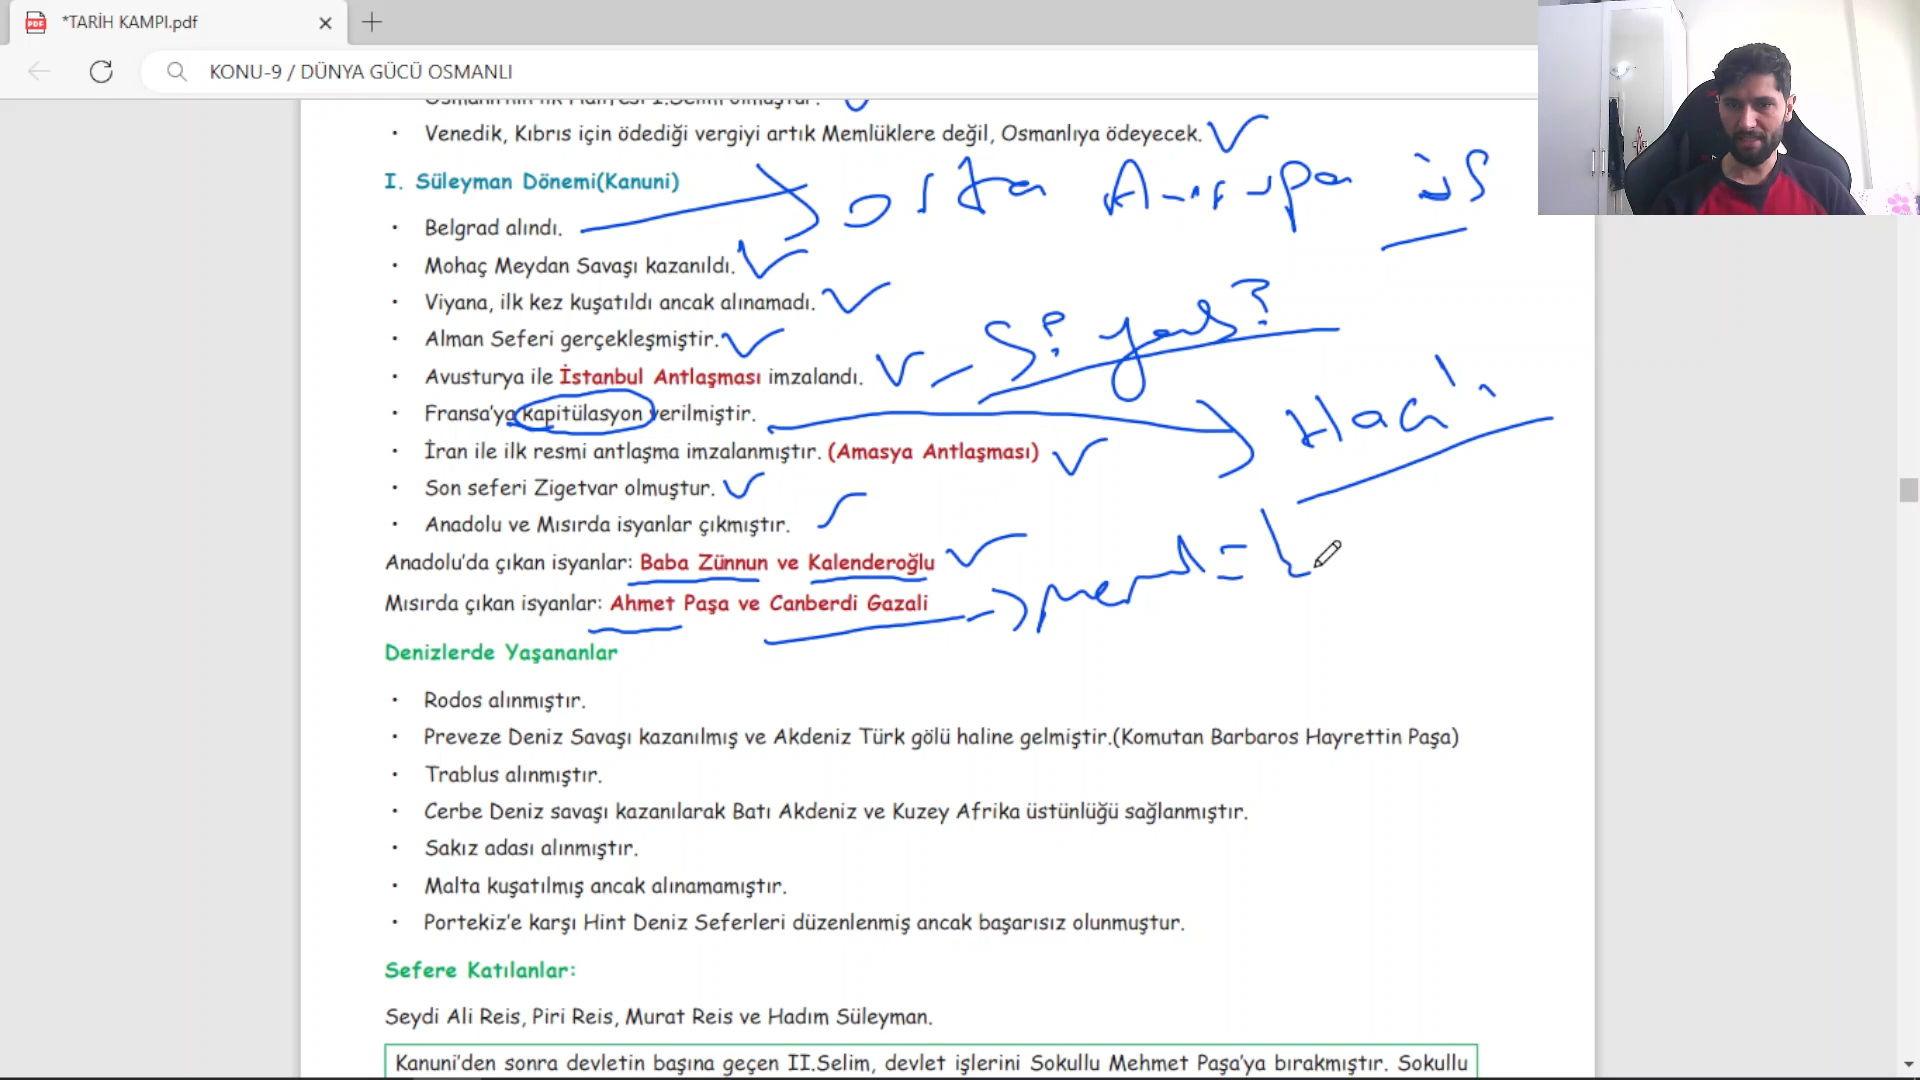 *TARİH KAMPI.pdf
KONU-9 / DÜNYA GÜCÜ OSMANLI
• Venedik, Kıbrıs için ödediği vergiyi artık Memlüklere değil, Osmanlıya ödeyecek.
I. Süleyman Dönemi(Kanuni)
orta Avrupa üs
• Belgrad alındı.
• Mohaç Meydan Savaşı kazanıldı.
• Viyana, ilk kez kuşatıldı ancak alınamadı.
• Alman Seferi gerçekleşmiştir.
• Avusturya ile İstanbul Antlaşması imzalandı.
• Fransa'ya kapitülasyon verilmiştir.
• İran ile ilk resmi antlaşma imzalanmıştır. (Amasya Antlaşması)
• Son seferi Zigetvar olmuştur.
• Anadolu ve Mısırda isyanlar çıkmıştır.
Anadolu'da çıkan isyanlar: Baba Zünnun ve Kalenderoğlu
Mısırda çıkan isyanlar: Ahmet Paşa ve Canberdi Gazali
Denizlerde Yaşananlar
• Rodos alınmıştır.
• Preveze Deniz Savaşı kazanılmış ve Akdeniz Türk gölü haline gelmiştir.(Komutan Barbaros Hayrettin Paşa)
• Trablus alınmıştır.
• Cerbe Deniz savaşı kazanılarak Batı Akdeniz ve Kuzey Afrika üstünlüğü sağlanmıştır.
• Sakız adası alınmıştır.
• Malta kuşatılmış ancak alınamamıştır.
• Portekiz'e karşı Hint Deniz Seferleri düzenlenmiş ancak başarısız olunmuştur.
Sefere Katılanlar:
Seydi Ali Reis, Piri Reis, Murat Reis ve Hadım Süleyman.
Kanuni'den sonra devletin başına geçen II.Selim, devlet işlerini Sokullu Mehmet Paşa'ya bırakmıştır. Sokullu